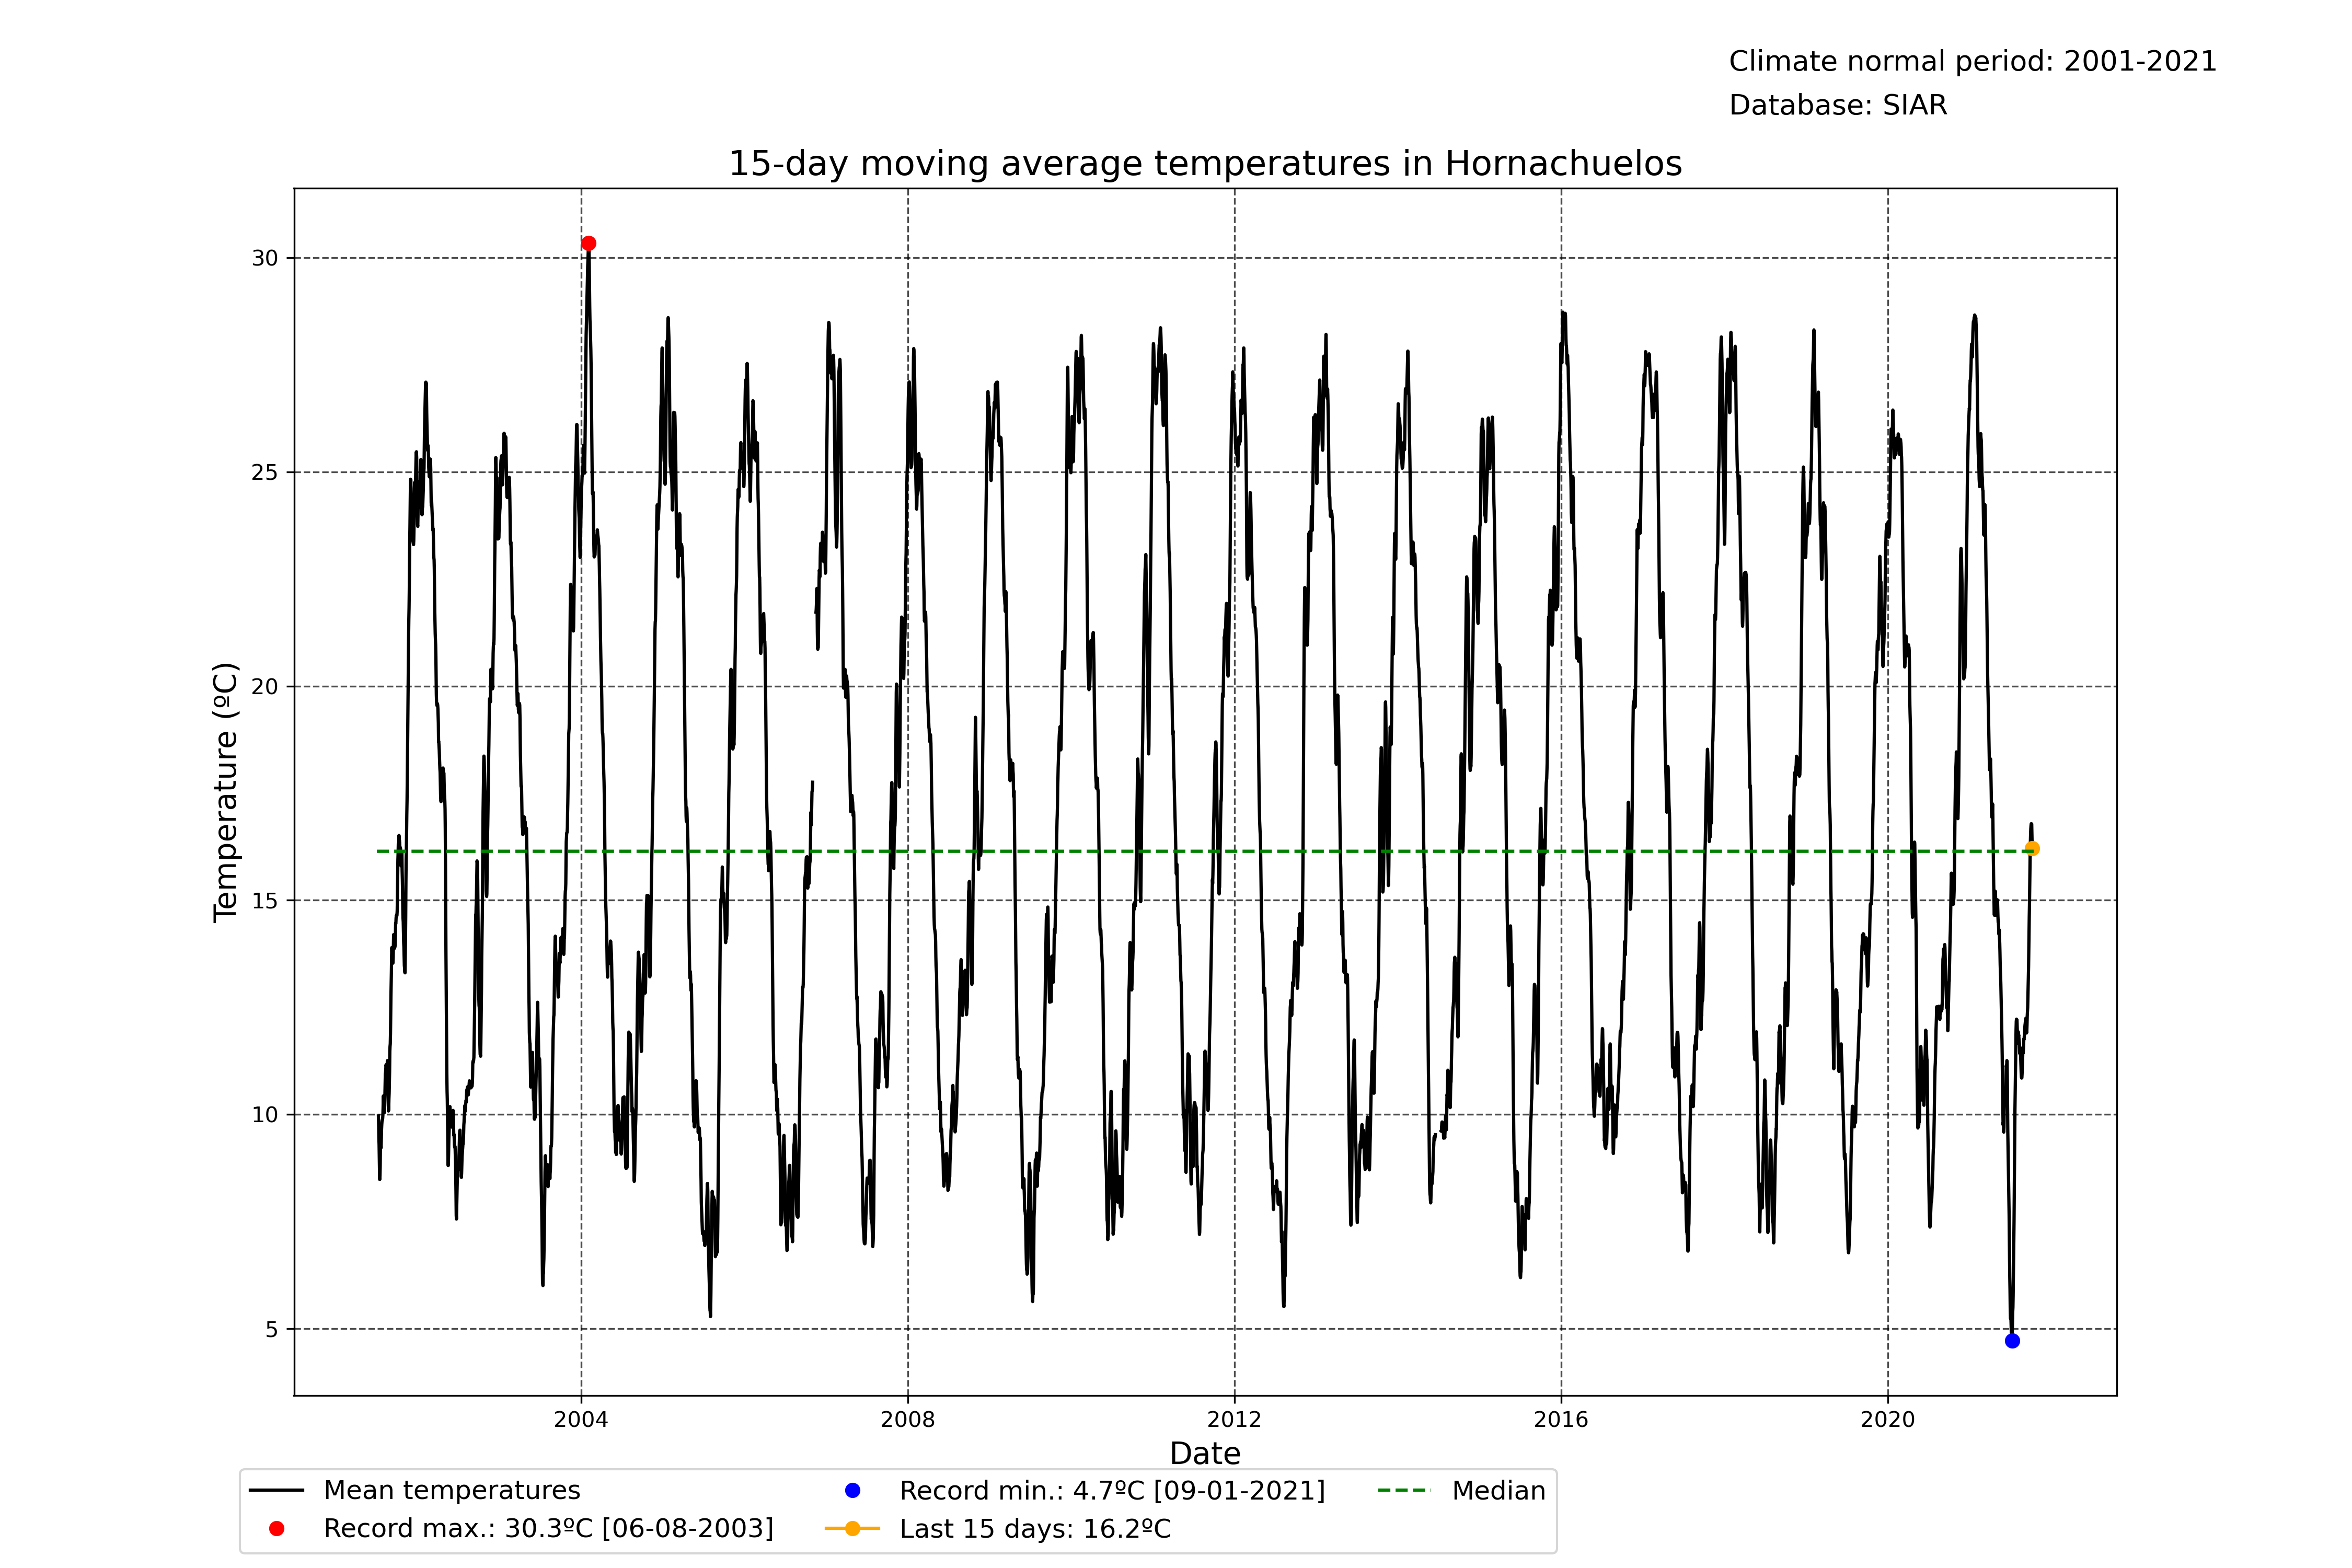 Climate normal period: 2001-2021
Database: SIAR
15-day moving average temperatures in Hornachuelos
30
25
20
15
10
5
Temperature (ºC)
2004 2008 2012 2016 2020
Date
Mean temperatures
Record max.: 30.3ºC [06-08-2003]
Record min.: 4.7ºC [09-01-2021]
Last 15 days: 16.2ºC
Median